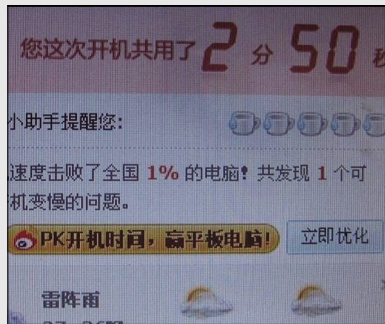 您这次开机共用了 2 分 50 秒
小助手提醒您:
速度击败了全国 1% 的电脑! 共发现 1 个可
机变慢的问题。
PK开机时间,赢平板电脑!
立即优化
雷阵雨